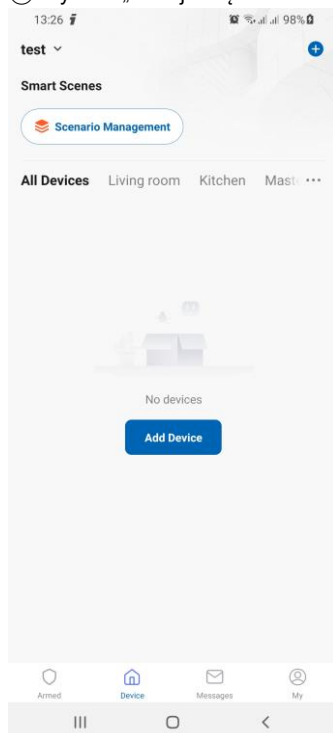 13:26 98%
test
Smart Scenes
Scenario Management
All Devices Living room Kitchen
No devices
Add Device
Armed Device Messages My